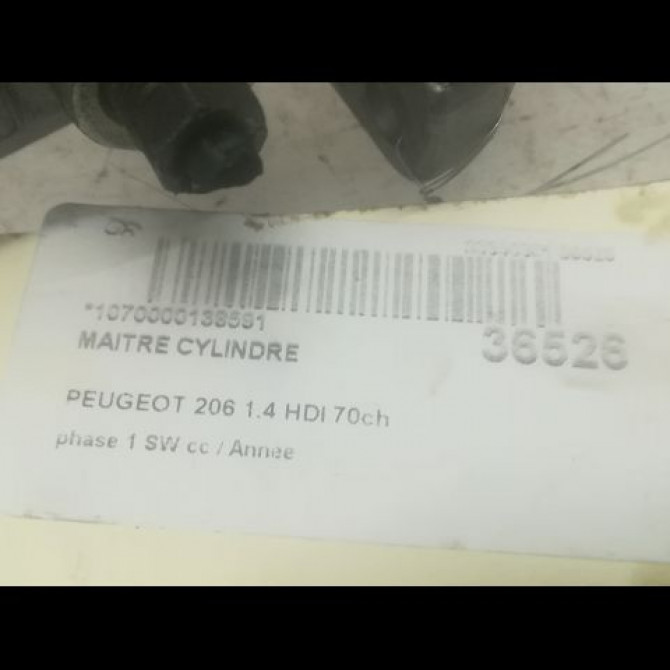 *1070000138591
36526
MAITRE CYLINDRE
PEUGEOT 206 1.4 HDI 70ch
phase 1 SW cc / Annee